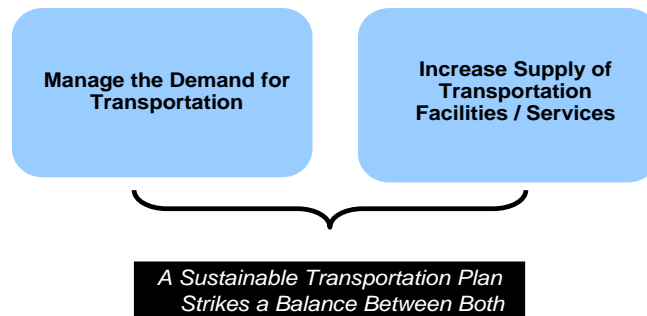 Manage the Demand for
Transportation
Increase Supply of
Transportation
Facilities / Services
A Sustainable Transportation Plan
Strikes a Balance Between Both